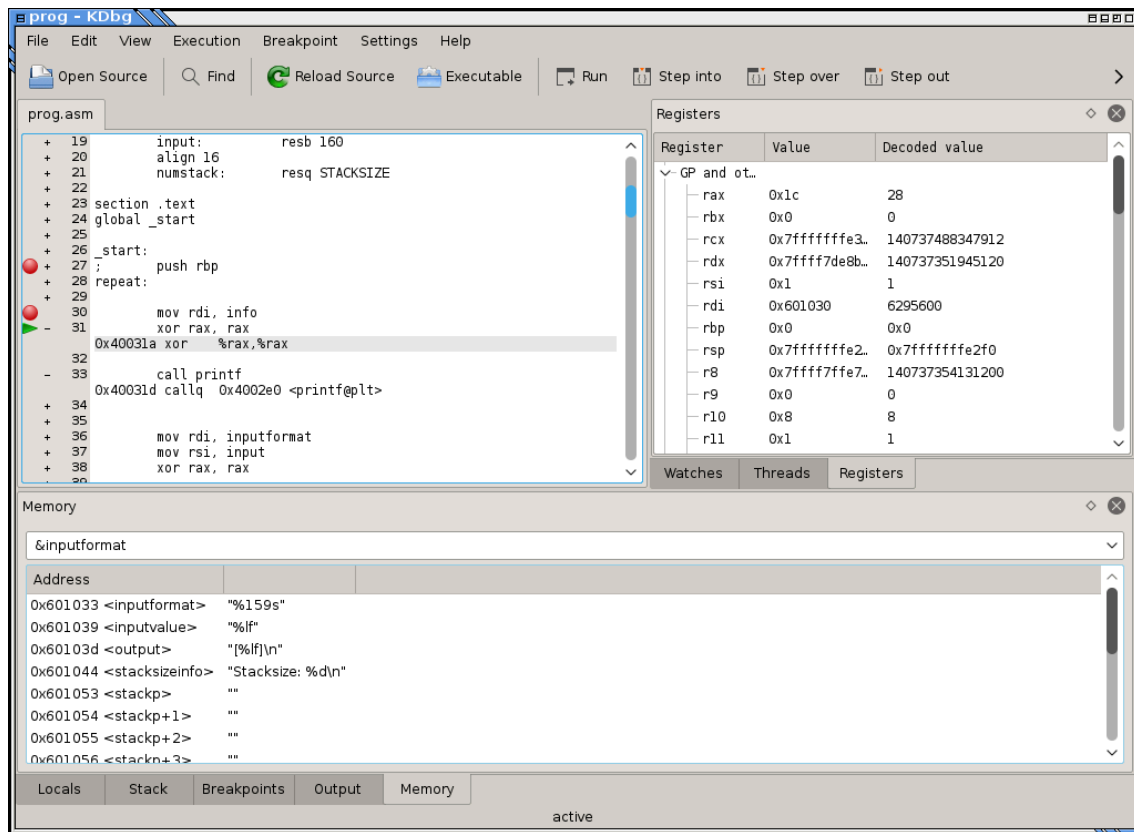 prog - KDbg
File Edit View Execution Breakpoint Settings Help
Open Source Find Reload Source Executable Run Step into Step over Step out
prog.asm
+ 19 input: resb 160
+ 20 align 16
+ 21 numstack: resq STACKSIZE
+ 22
+ 23 section .text
+ 24 global _start
+ 25
+ 26 _start:
+ 27 ; push rbp
+ 28 repeat:
+ 29
30 mov rdi, info
- 31 xor rax, rax
0x40031a xor %rax,%rax
32
- 33 call printf
0x40031d callq 0x4002e0 <printf@plt>
+ 34
+ 35
+ 36 mov rdi, inputformat
+ 37 mov rsi, input
+ 38 xor rax, rax
39
Registers
Register Value Decoded value
GP and ot…
rax 0x1c 28
rbx 0x0 0
rcx 0x7fffffffe3… 140737488347912
rdx 0x7ffff7de8b… 140737351945120
rsi 0x1 1
rdi 0x601030 6295600
rbp 0x0 0x0
rsp 0x7fffffffe2… 0x7fffffffe2f0
r8 0x7ffff7ffe7… 140737354131200
r9 0x0 0
r10 0x8 8
r11 0x1 1
Watches Threads Registers
Memory
&inputformat
Address
0x601033 <inputformat> "%159s"
0x601039 <inputvalue> "%lf"
0x60103d <output> "[%lf]\n"
0x601044 <stacksizeinfo> "Stacksize: %d\n"
0x601053 <stackp> ""
0x601054 <stackp+1> ""
0x601055 <stackp+2> ""
0x601056 <stackp+3> ""
Locals Stack Breakpoints Output Memory
active